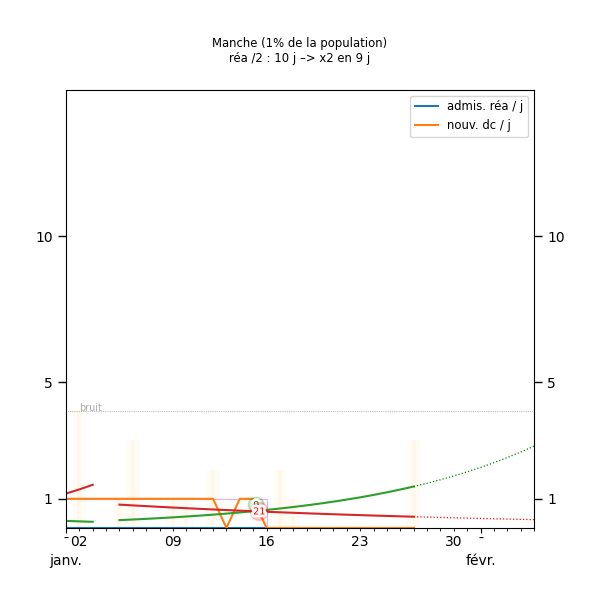 Manche (1% de la population)
réa /2 : 10 j –> x2 en 9 j
admis. réa / j
nouv. dc / j
10
10
5
5
bruit
1
1
9
21
02
09
16
23
30
janv.
févr.